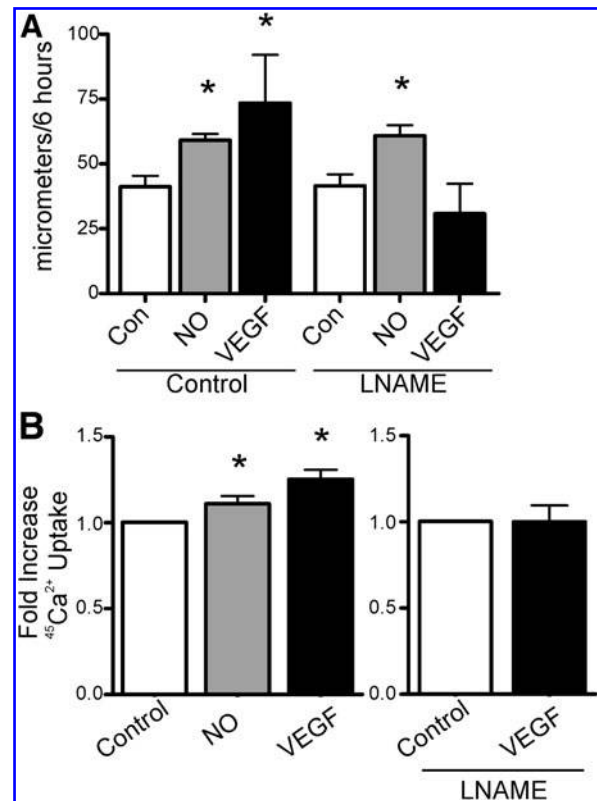 A
micrometers/6 hours
100
75
50
25
0
*
*
*
Con
NO
VEGF
Con
NO
VEGF
Control
LNAME
B
Fold Increase
⁴⁵Ca²⁺ Uptake
1.5
1.0
0.5
0.0
*
*
Control
NO
VEGF
1.5
1.0
0.5
0.0
Control
VEGF
LNAME